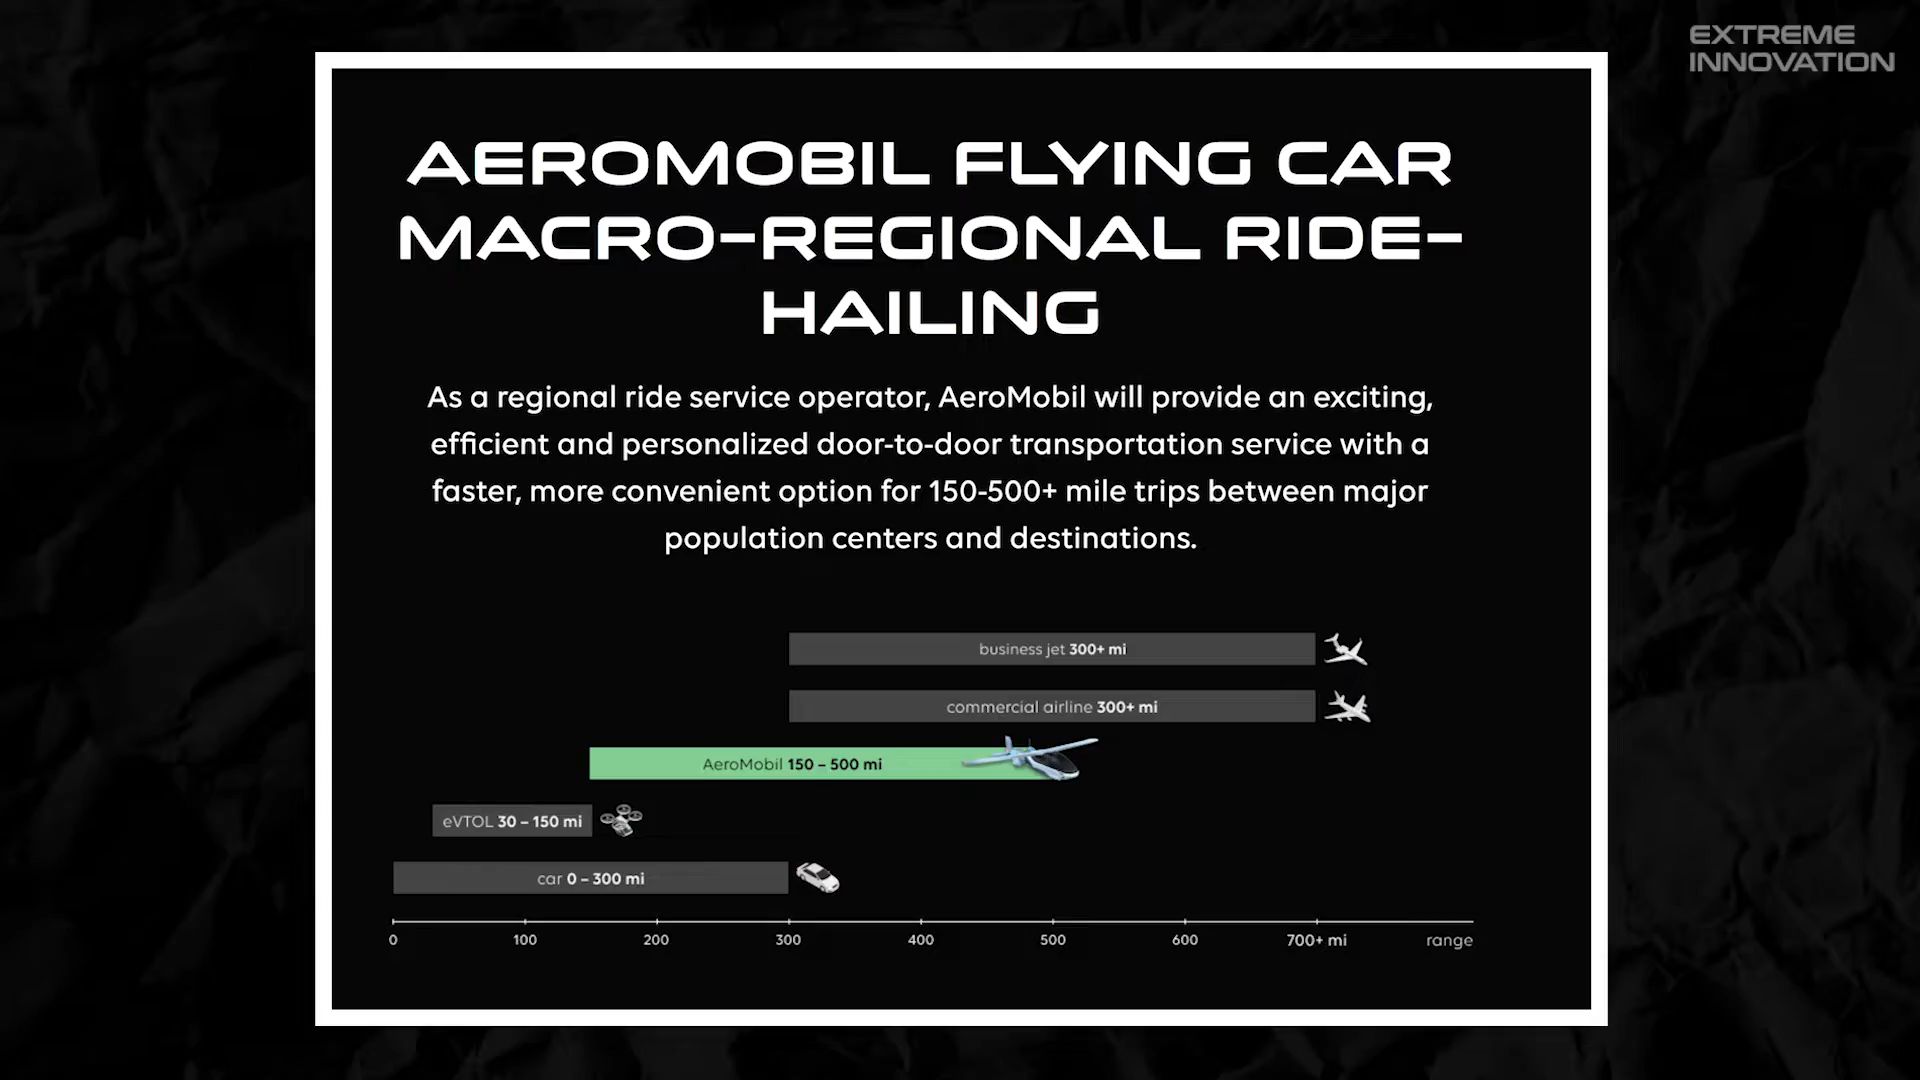 EXTREME
INNOVATION
AEROMOBIL FLYING CAR
MACRO-REGIONAL RIDE-
HAILING
As a regional ride service operator, AeroMobil will provide an exciting,
efficient and personalized door-to-door transportation service with a
faster, more convenient option for 150-500+ mile trips between major
population centers and destinations.
business jet 300+ mi
commercial airline 300+ mi
AeroMobil 150 – 500 mi
eVTOL 30 – 150 mi
car 0 – 300 mi
0 100 200 300 400 500 600 700+ mi range